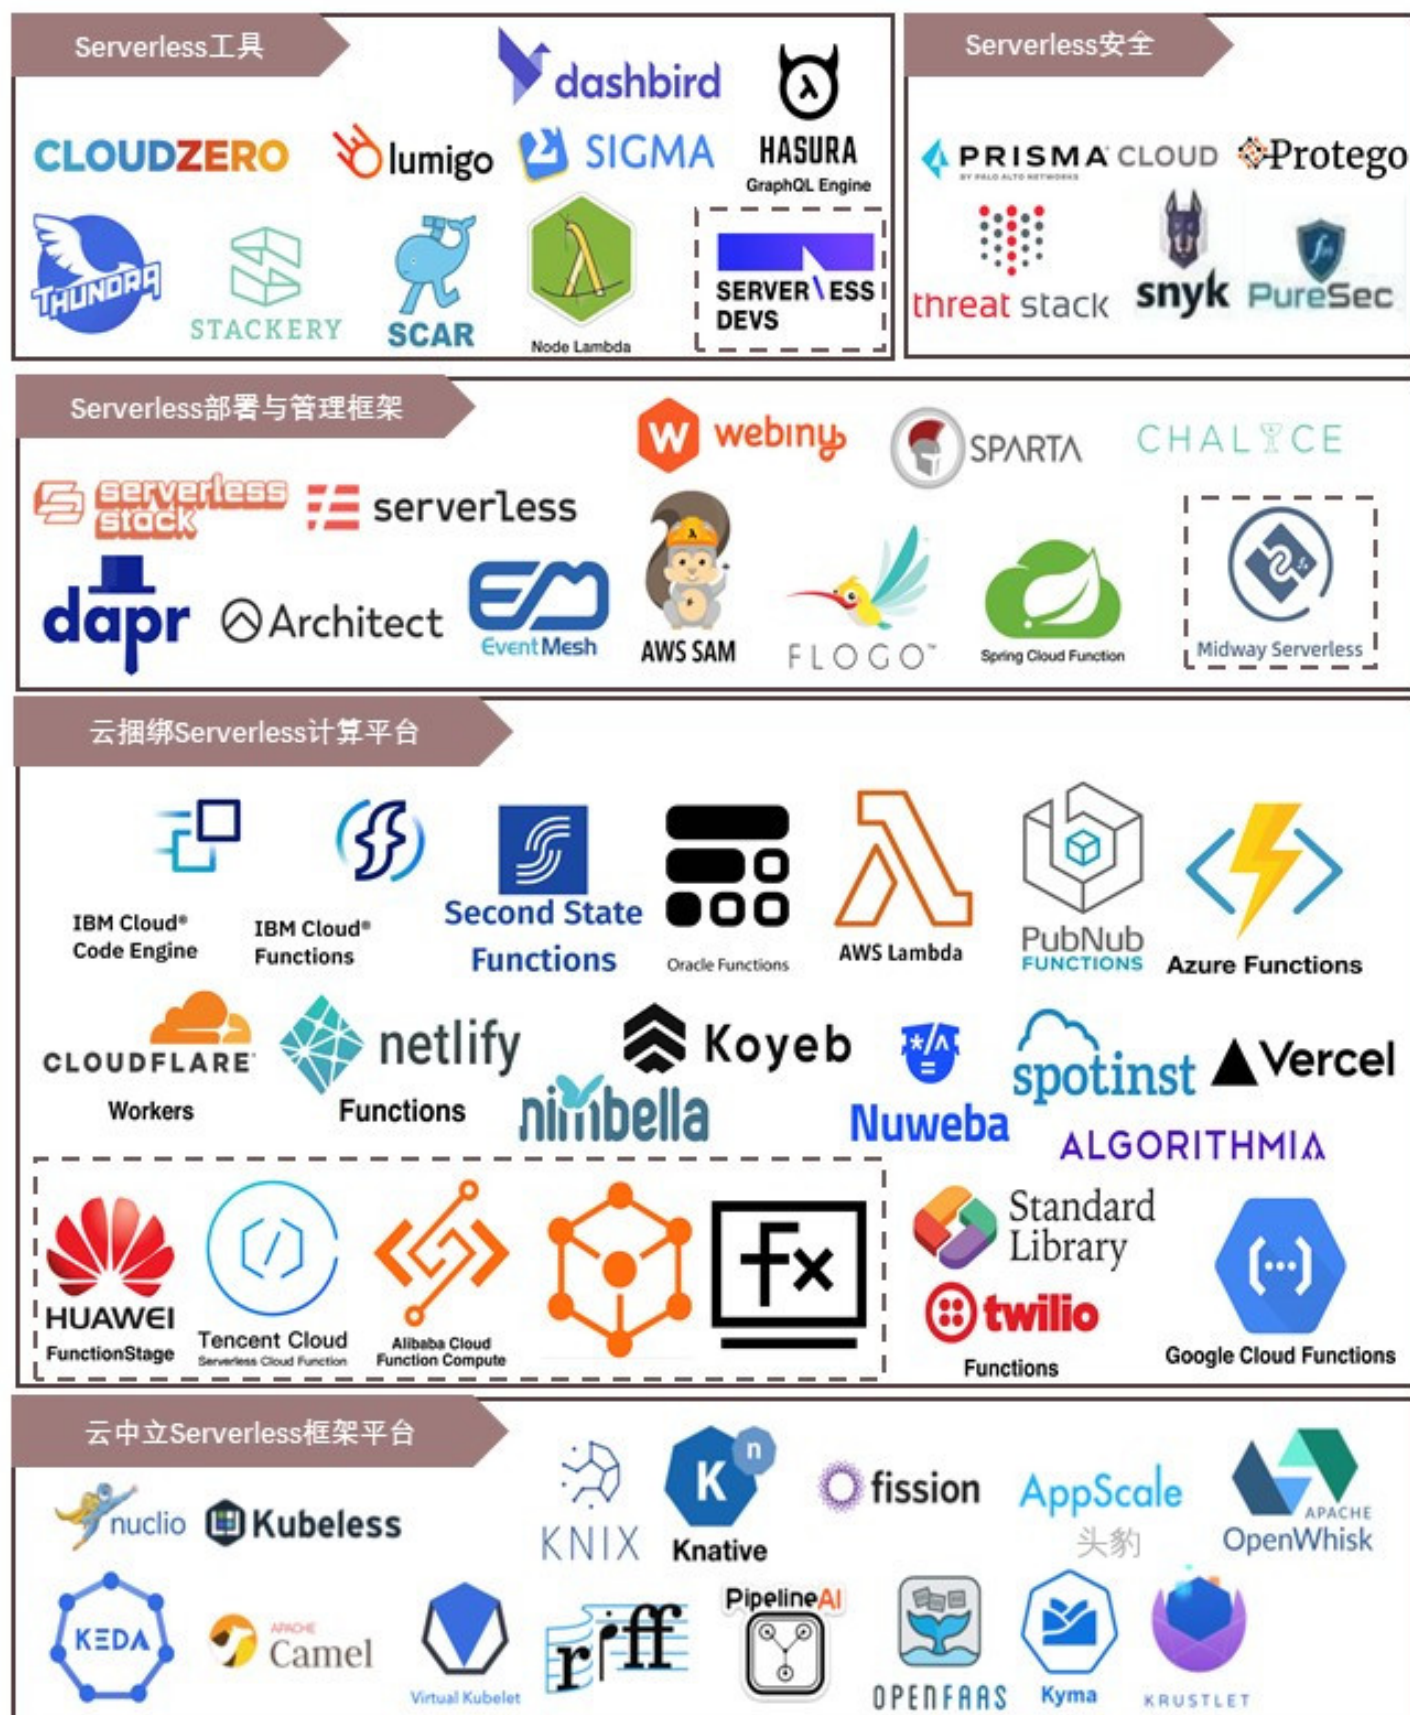 Serverless工具
dashbird
CLOUDZERO
lumigo
SIGMA
HASURA
GraphQL Engine
THUNDRA
STACKERY
SCAR
Node Lambda
SERVERLESS
DEVS
Serverless安全
PRISMA CLOUD
BY PALO ALTO NETWORKS
Protego
threat stack
snyk
PureSec
Serverless部署与管理框架
webiny
SPARTA
CHALICE
serverless
stack
serverless
dapr
Architect
EM
EventMesh
AWS SAM
FLOGO™
Spring Cloud Function
Midway Serverless
云捆绑Serverless计算平台
IBM Cloud®
Code Engine
IBM Cloud®
Functions
Second State
Functions
Oracle Functions
AWS Lambda
PubNub
FUNCTIONS
Azure Functions
CLOUDFLARE
Workers
netlify
Functions
Koyeb
nimbella
Nuweba
spotinst
Vercel
ALGORITHMIA
HUAWEI
FunctionStage
Tencent Cloud
Serverless Cloud Function
Alibaba Cloud
Function Compute
fx
Standard
Library
twilio
Functions
Google Cloud Functions
云中立Serverless框架平台
nuclio
Kubeless
KNIX
K n
Knative
fission
AppScale
头豹
APACHE
OpenWhisk
KEDA
APACHE
Camel
Virtual Kubelet
riff
PipelineAI
OPENFAAS
Kyma
KRUSTLET